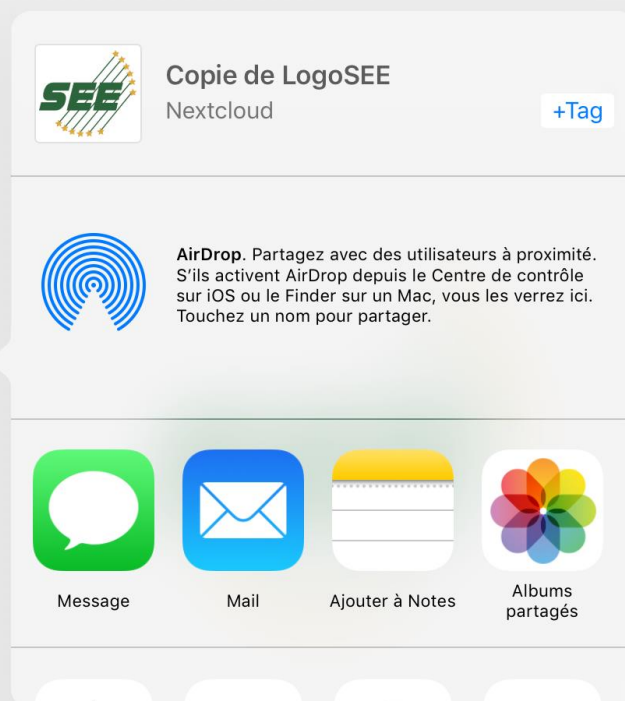 SEE
Copie de LogoSEE
Nextcloud
+Tag
AirDrop. Partagez avec des utilisateurs à proximité.
S'ils activent AirDrop depuis le Centre de contrôle
sur iOS ou le Finder sur un Mac, vous les verrez ici.
Touchez un nom pour partager.
Message
Mail
Ajouter à Notes
Albums
partagés